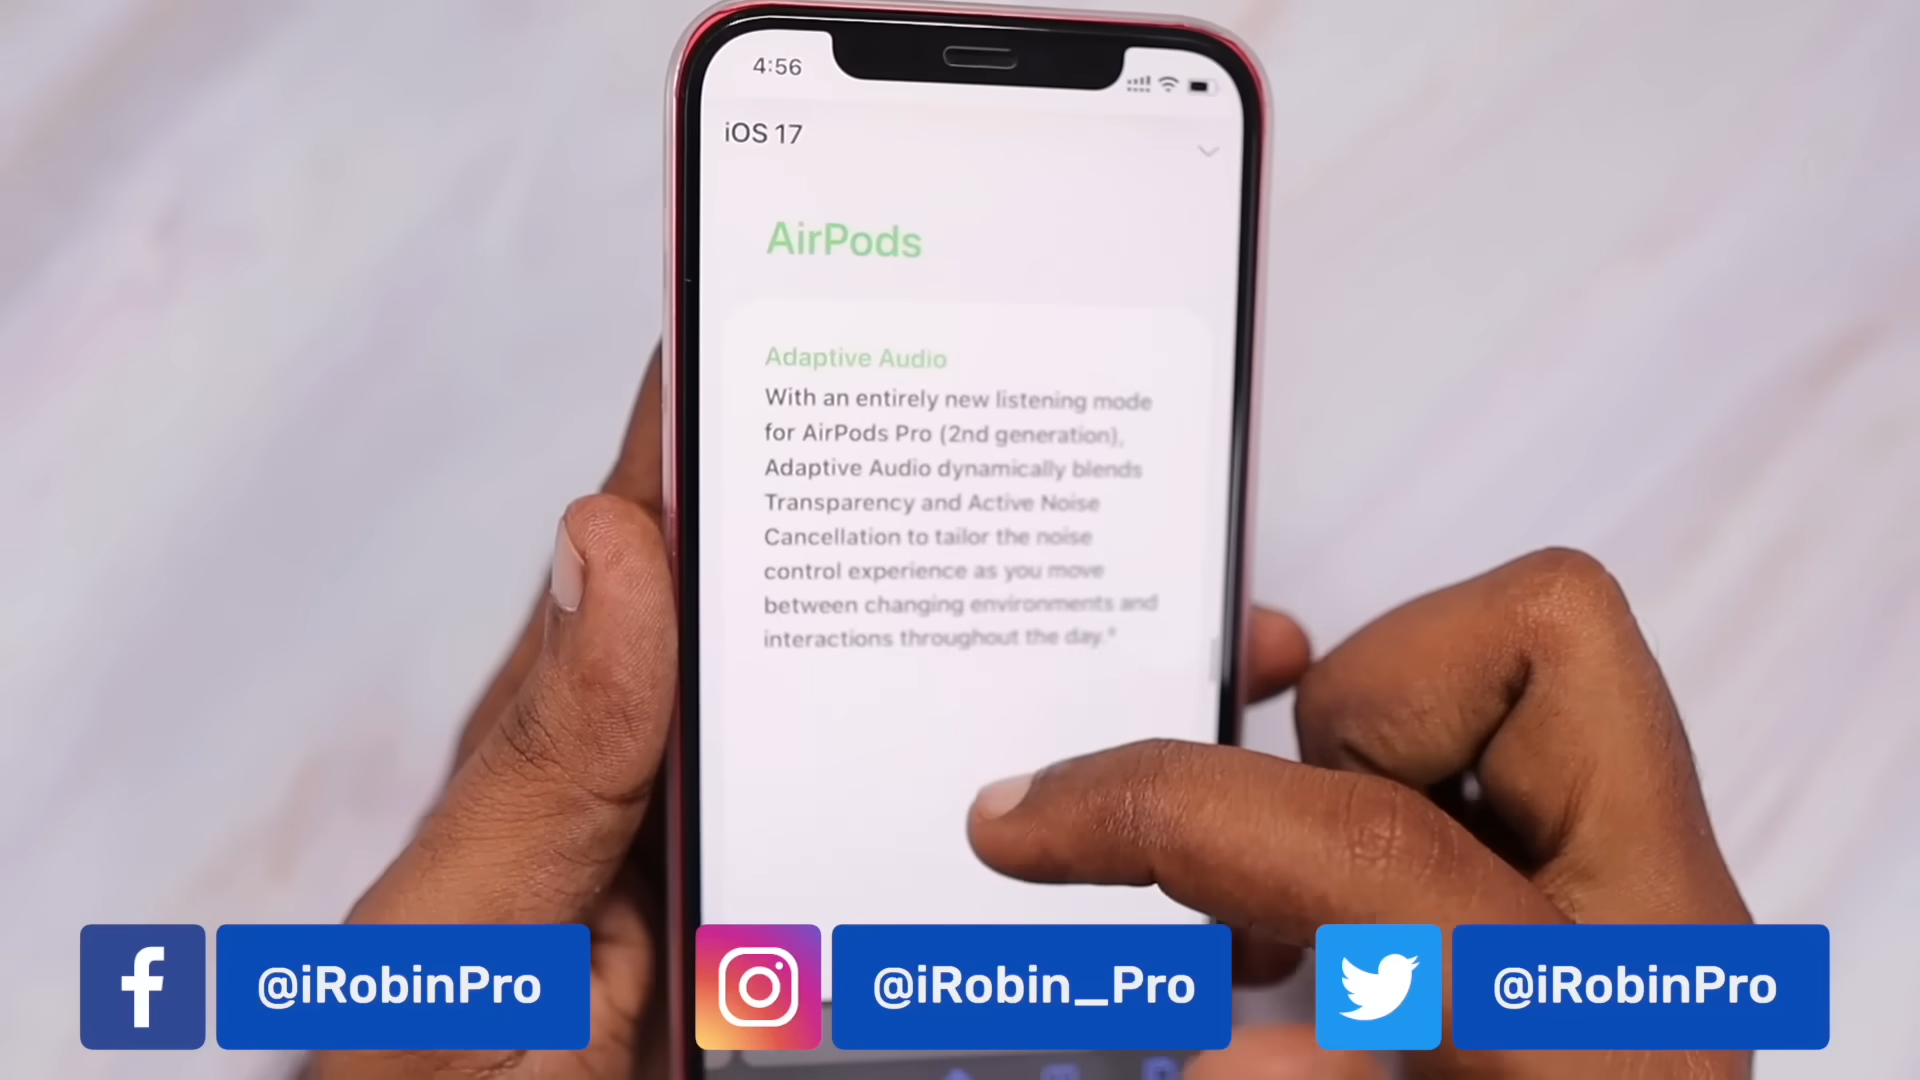 4:56
iOS 17
AirPods
Adaptive Audio
With an entirely new listening mode
for AirPods Pro (2nd generation),
Adaptive Audio dynamically blends
Transparency and Active Noise
Cancellation to tailor the noise
control experience as you move
between changing environments and
interactions throughout the day.*
@iRobinPro
@iRobin_Pro
@iRobinPro